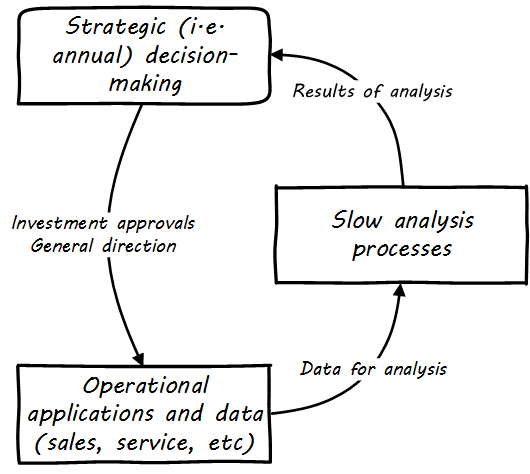 Strategic (i.e.
annual) decision-
making
Results of analysis
Investment approvals
General direction
Slow analysis
processes
Data for analysis
Operational
applications and data
(sales, service, etc)